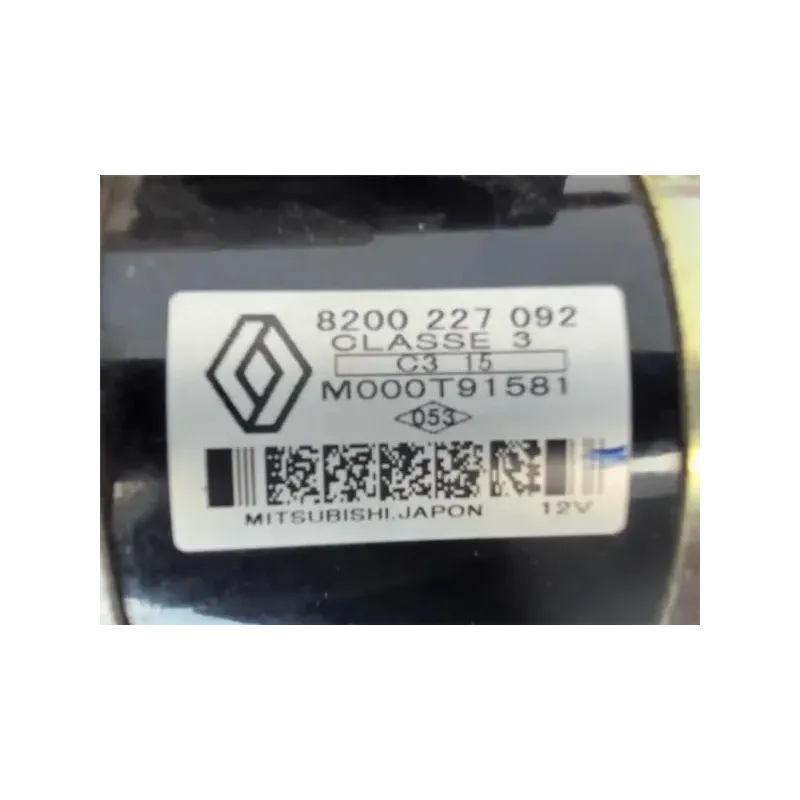 8200 227 092
CLASSE 3
C3 15
M000T91581
053
MITSUBISHI.JAPON 12V